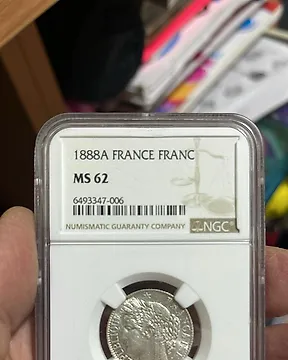 1888A FRANCE FRANC
MS 62
6493347-006
NUMISMATIC GUARANTY COMPANY
NGC